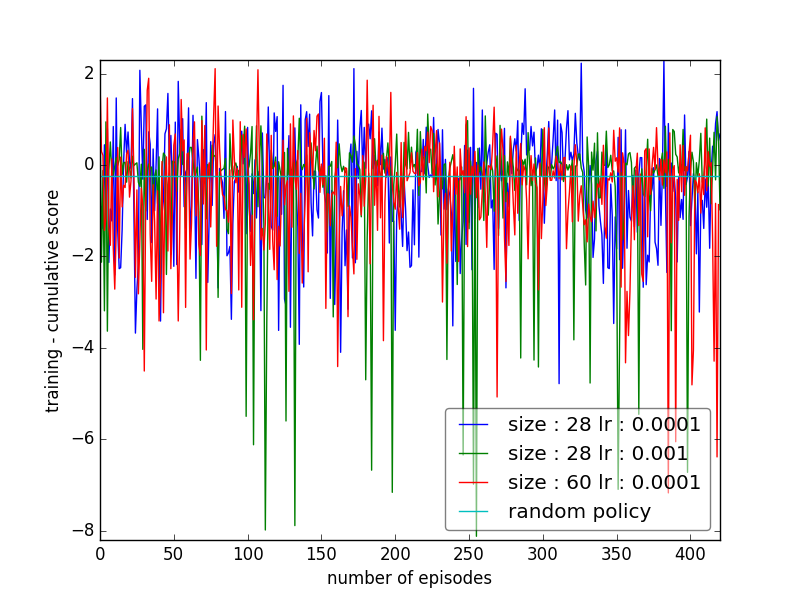 2
0
−2
−4
−6
−8
training - cumulative score
size : 28 lr : 0.0001
size : 28 lr : 0.001
size : 60 lr : 0.0001
random policy
0 50 100 150 200 250 300 350 400
number of episodes